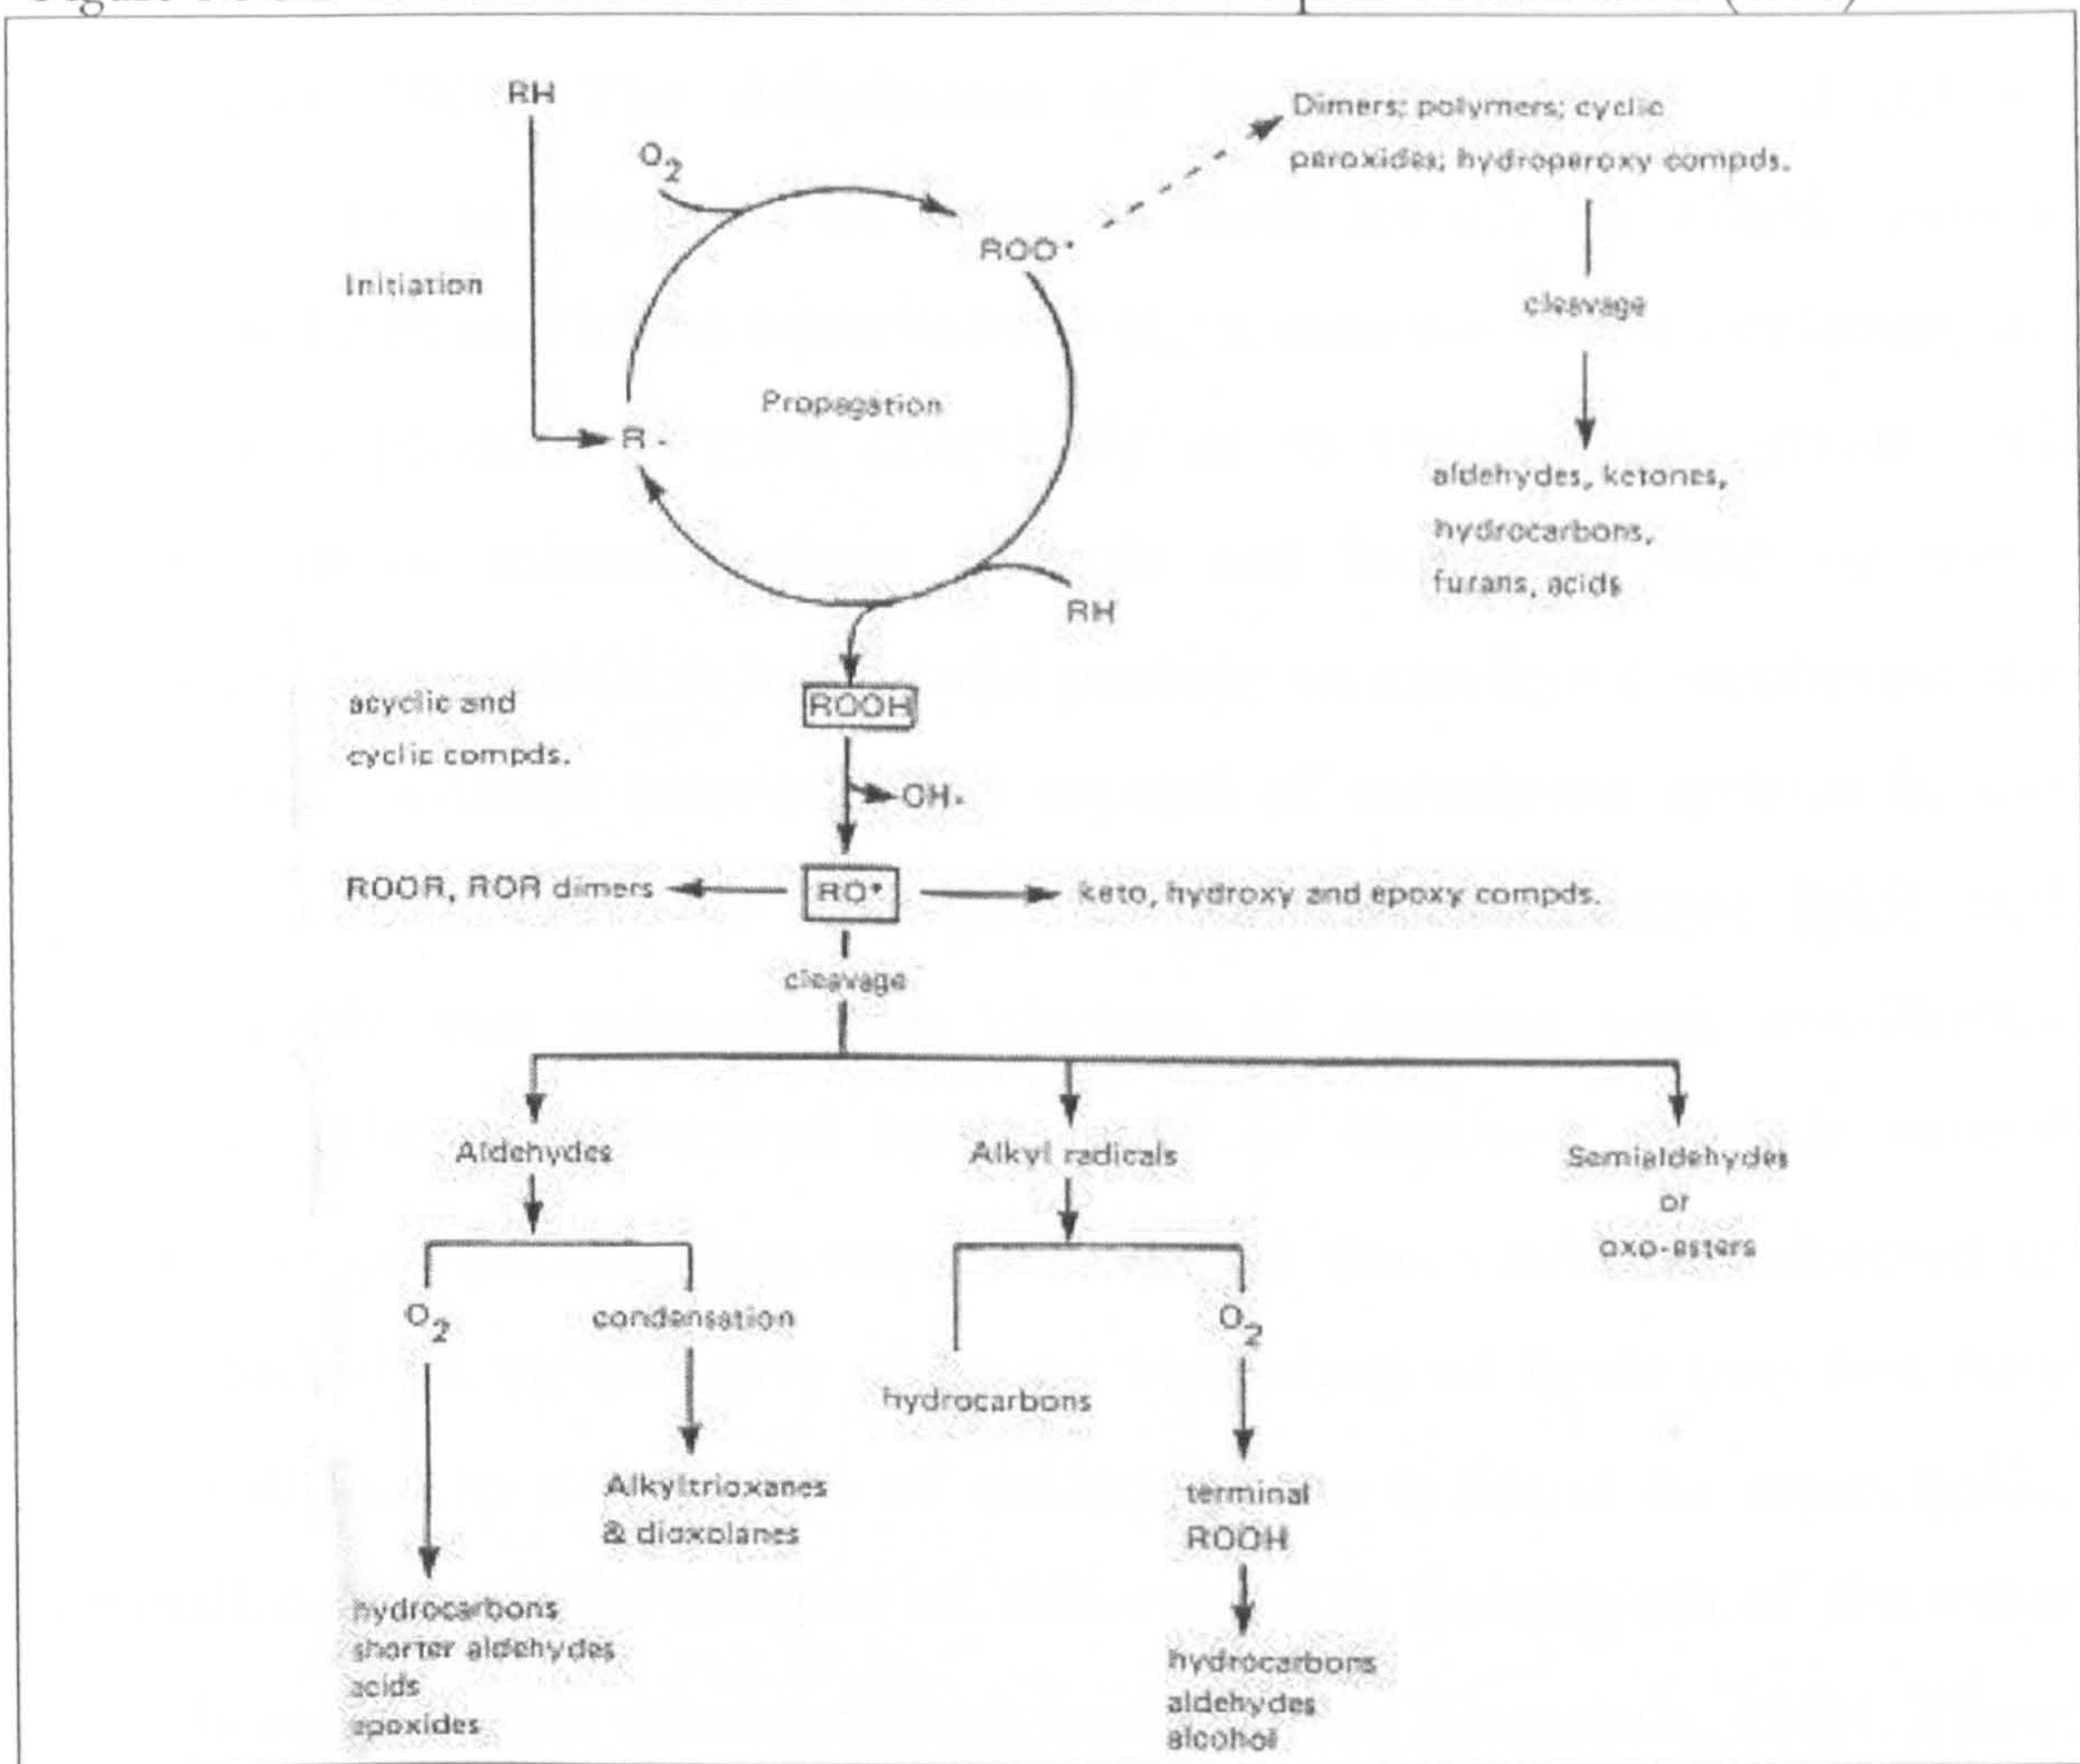 RH
O2
Dimers; polymers; cyclic
peroxides; hydroperoxy compds.
ROO•
Initiation
cleavage
Propagation
R •
aldehydes, ketones,
hydrocarbons,
furans, acids
RH
acyclic and
cyclic compds.
ROOH
OH•
ROOR, ROR dimers
RO•
keto, hydroxy and epoxy compds.
cleavage
Aldehydes
Alkyl radicals
Semialdehydes
or
oxo-esters
O2
condensation
O2
hydrocarbons
Alkyltrioxanes
& dioxolanes
terminal
ROOH
hydrocarbons
shorter aldehydes
acids
epoxides
hydrocarbons
aldehydes
alcohol